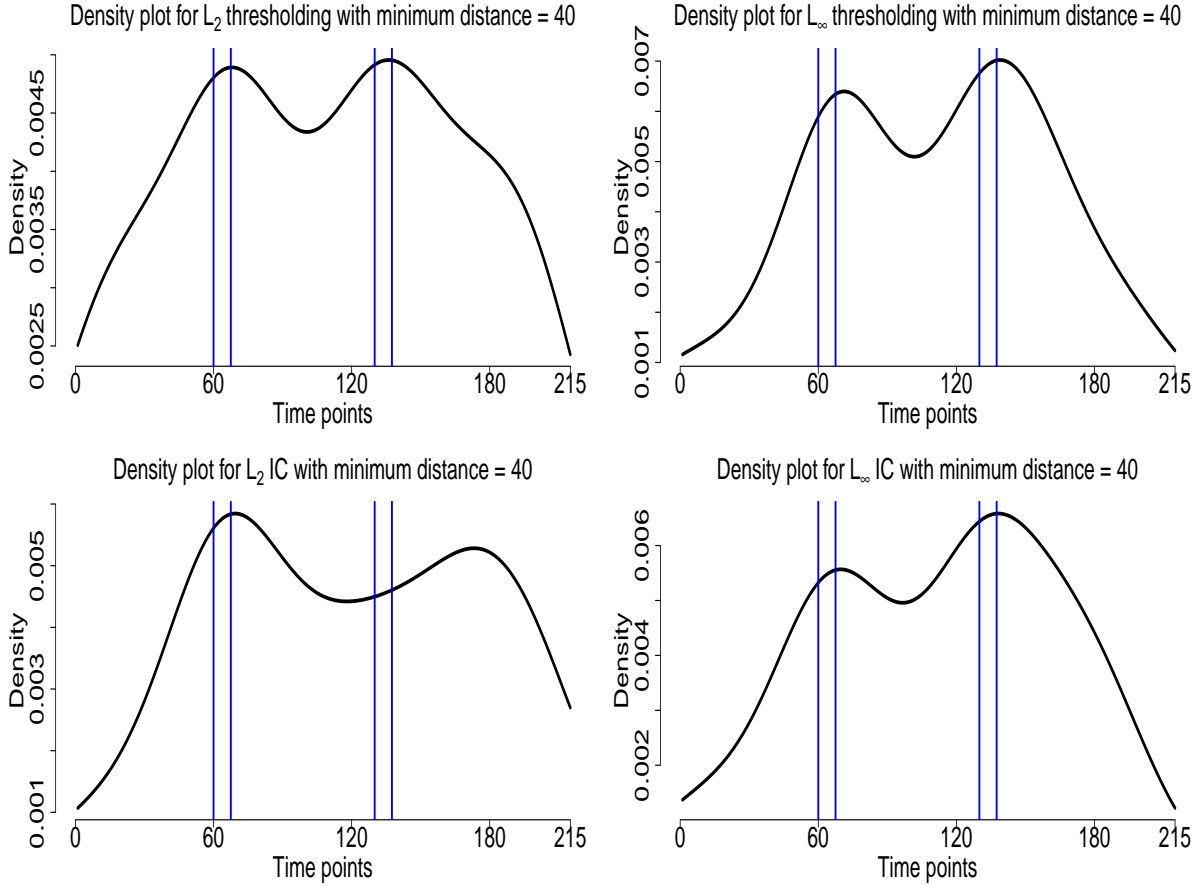 Density plot for L₂ thresholding with minimum distance = 40
Density
0.0025 0.0035 0.0045
0 60 120 180 215
Time points
Density plot for L∞ thresholding with minimum distance = 40
Density
0.001 0.003 0.005 0.007
0 60 120 180 215
Time points
Density plot for L₂ IC with minimum distance = 40
Density
0.001 0.003 0.005
0 60 120 180 215
Time points
Density plot for L∞ IC with minimum distance = 40
Density
0.002 0.004 0.006
0 60 120 180 215
Time points